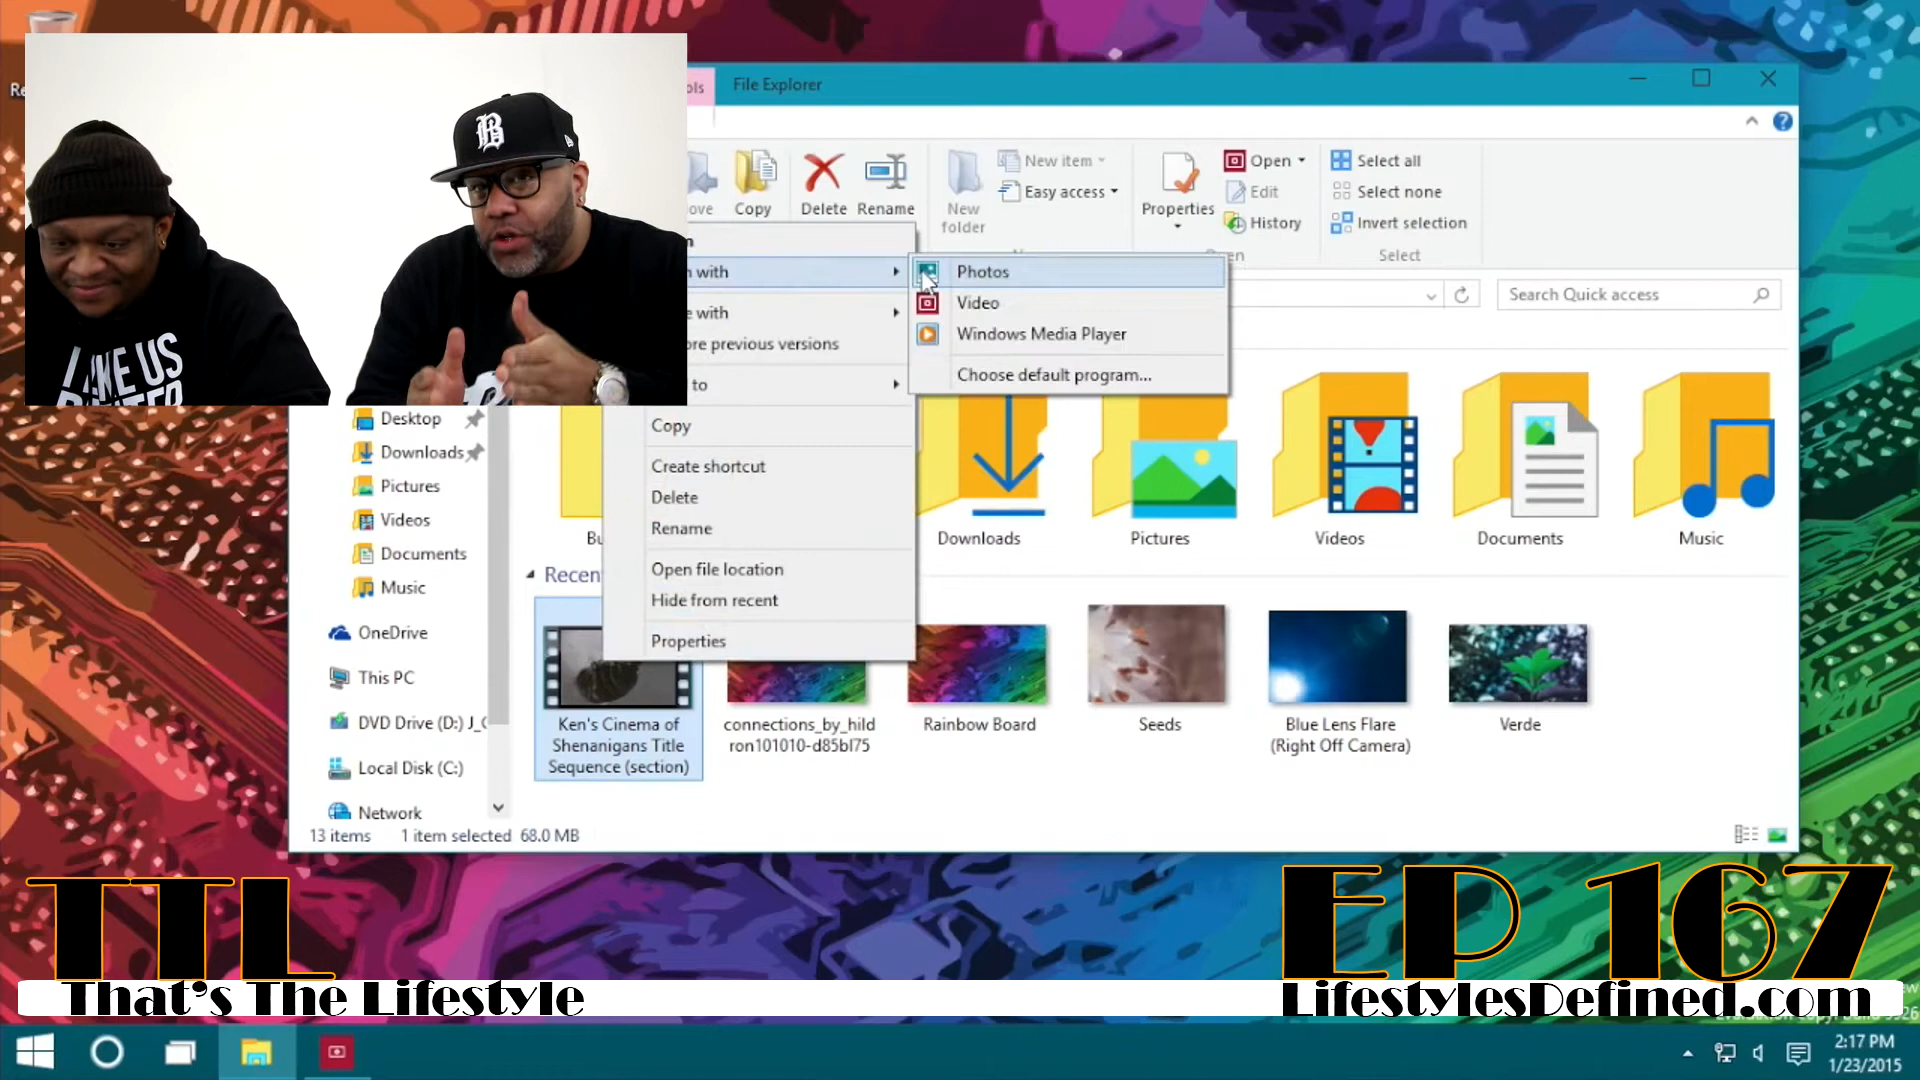 File Explorer
Copy
Delete
Rename
New
folder
New item
Easy access
Properties
Open
Edit
History
Select all
Select none
Invert selection
Select
with
Photos
Video
Windows Media Player
Choose default program...
with
previous versions
to
Copy
Create shortcut
Delete
Rename
Open file location
Hide from recent
Properties
Search Quick access
B
LIKE US
Desktop
Downloads
Pictures
Videos
Documents
Music
OneDrive
This PC
DVD Drive (D:) J_C
Local Disk (C:)
Network
Downloads
Pictures
Videos
Documents
Music
Ken's Cinema of
Shenanigans Title
Sequence (section)
connections_by_hild
ron101010-d85bl75
Rainbow Board
Seeds
Blue Lens Flare
(Right Off Camera)
Verde
13 items 1 item selected 68.0 MB
TTL
That's The Lifestyle
EP 167
LifestylesDefined.com
2:17 PM
1/23/2015